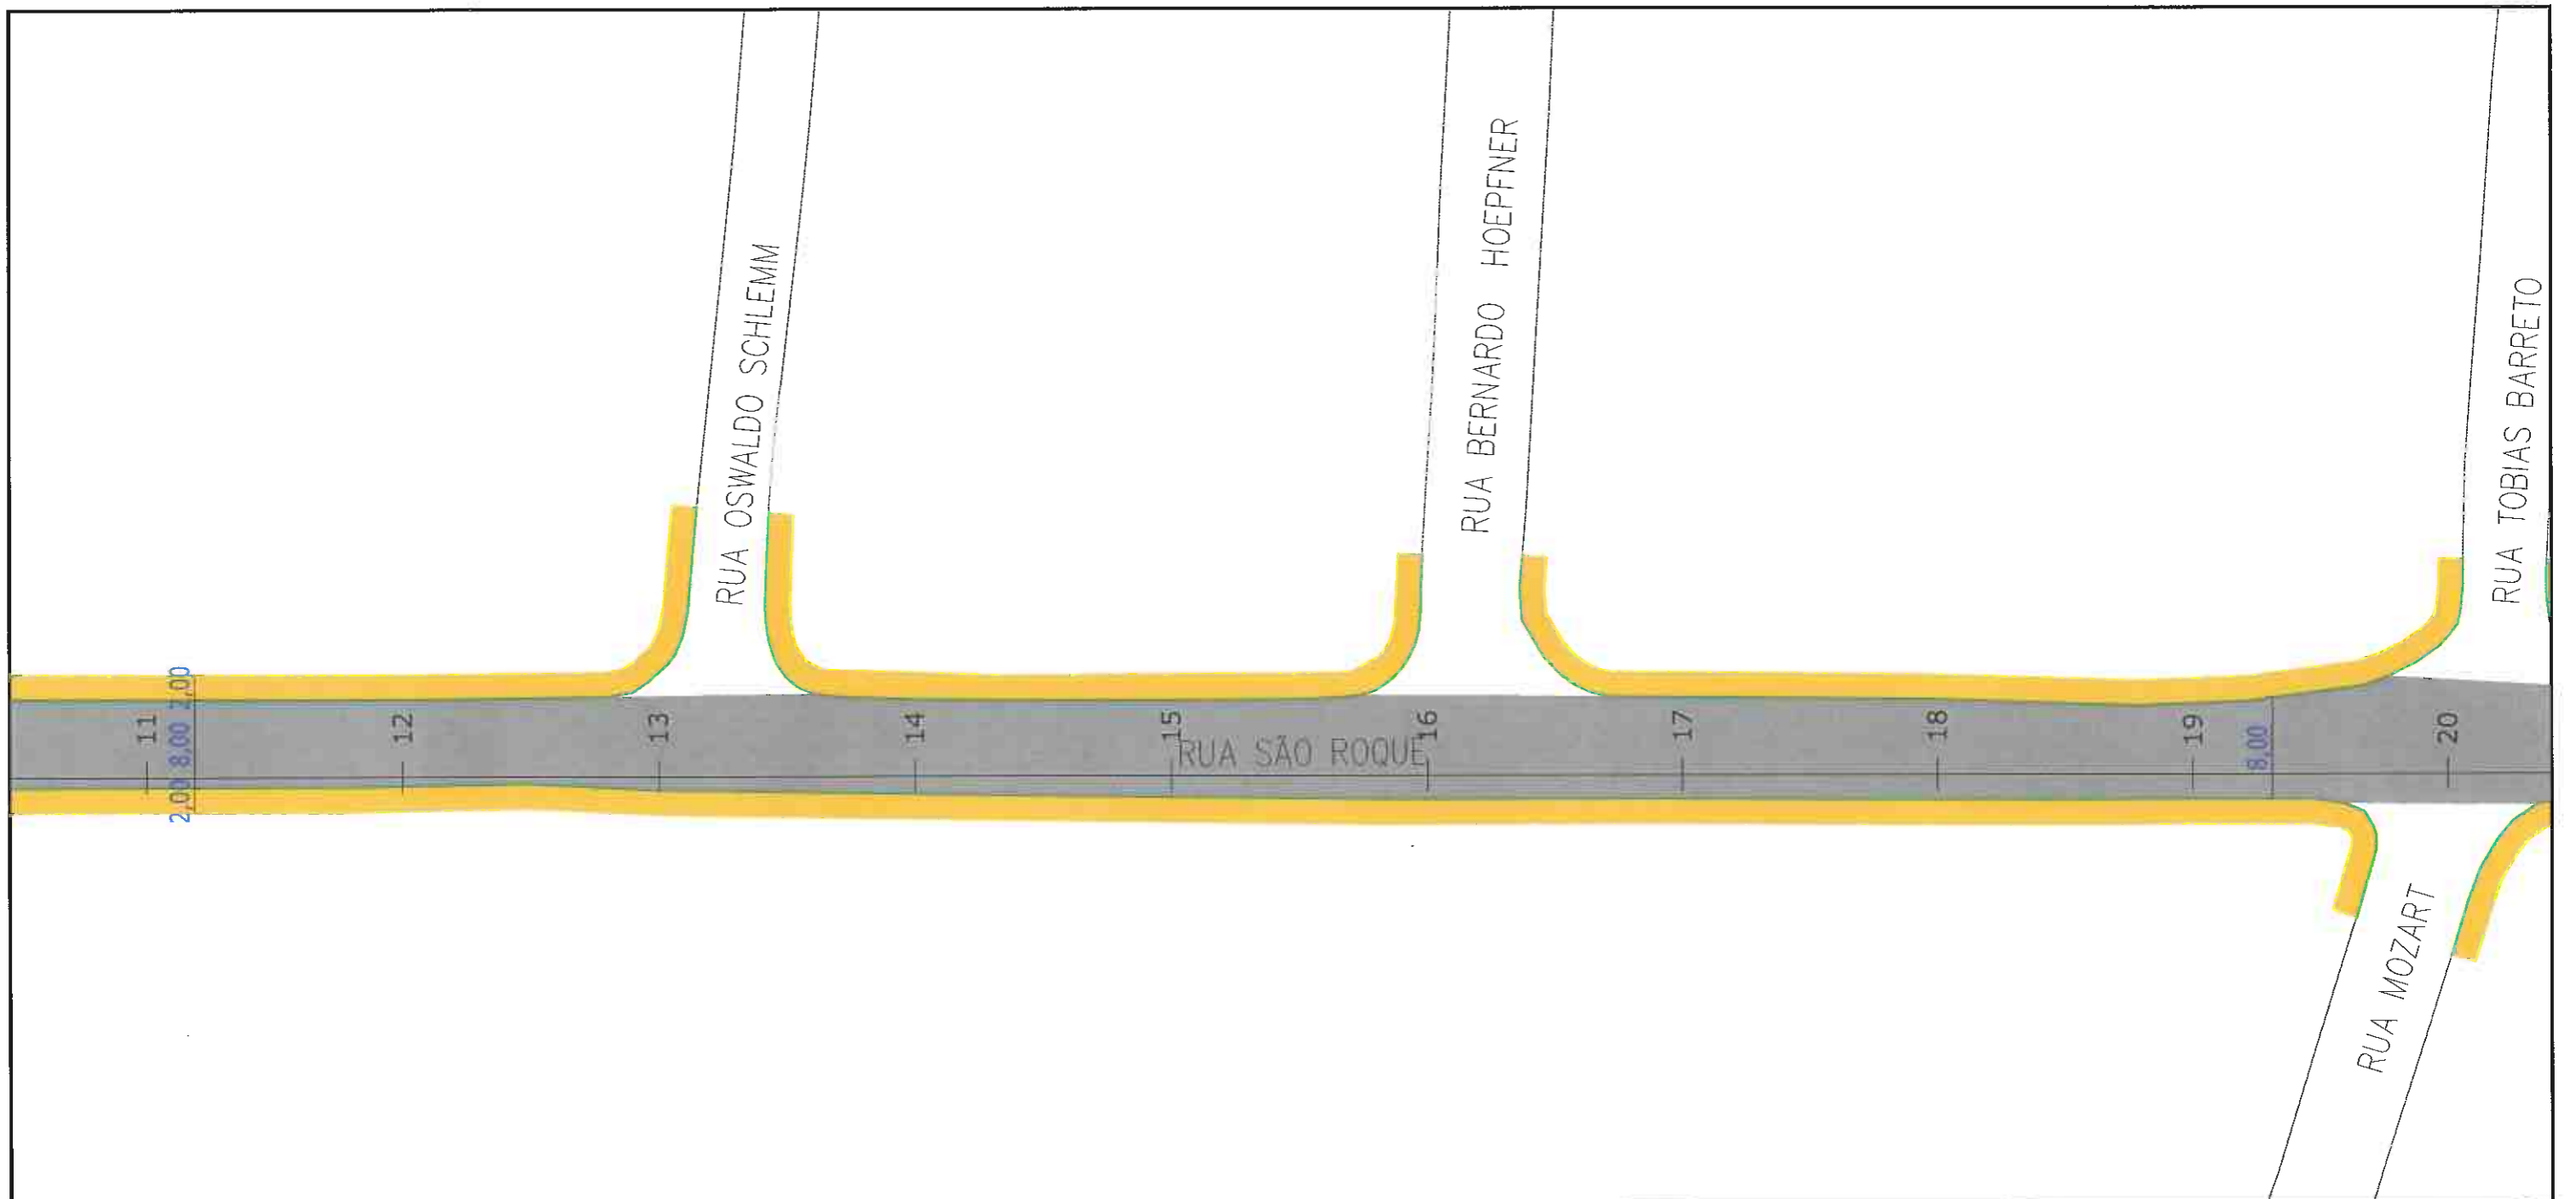 RUA OSWALDO SCHLEMM
RUA BERNARDO HOEPFNER
RUA TOBIAS BARRETO
2,00
8,00
2,00
11
12
13
14
15
16
17
18
19
20
8,00
RUA SÃO ROQUE
RUA MOZART